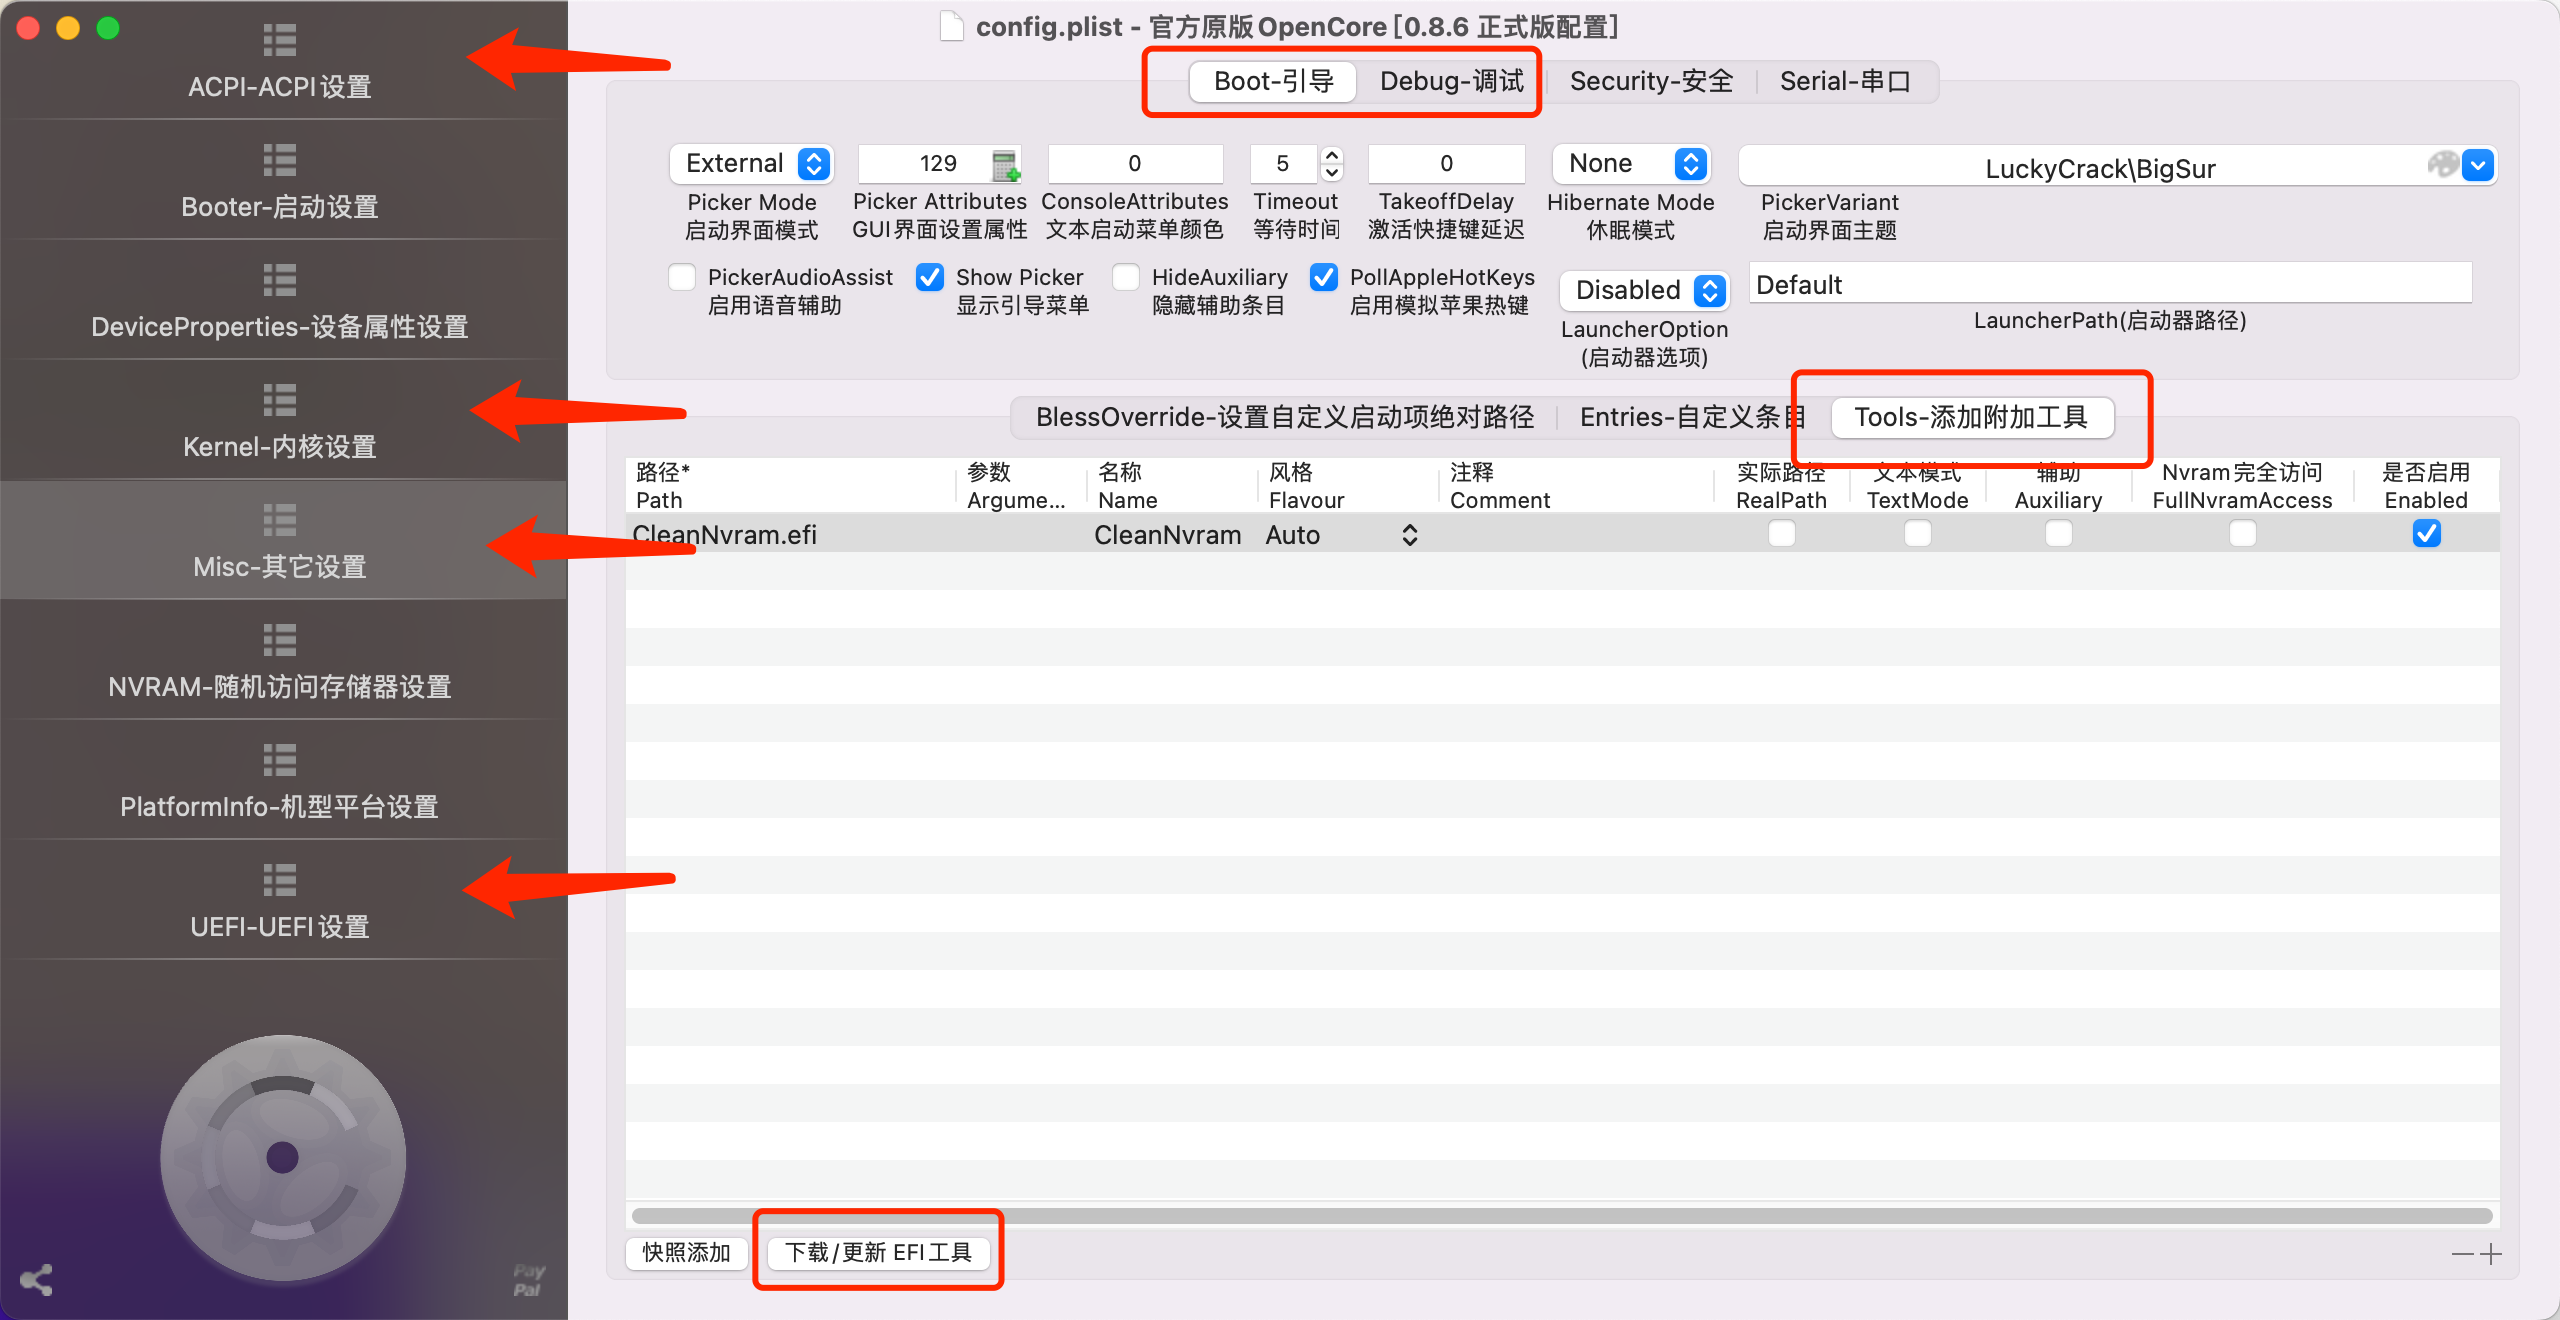 config.plist - 官方原版OpenCore[0.8.6 正式版配置]
ACPI-ACPI设置
Booter-启动设置
DeviceProperties-设备属性设置
Kernel-内核设置
Misc-其它设置
NVRAM-随机访问存储器设置
PlatformInfo-机型平台设置
UEFI-UEFI设置
Pay
Pal
Boot-引导 Debug-调试 Security-安全 Serial-串口
External 129 0 5 0 None LuckyCrack\BigSur
Picker Mode Picker Attributes ConsoleAttributes Timeout TakeoffDelay Hibernate Mode PickerVariant
启动界面模式 GUI界面设置属性 文本启动菜单颜色 等待时间 激活快捷键延迟 休眠模式 启动界面主题
PickerAudioAssist Show Picker HideAuxiliary PollAppleHotKeys Disabled Default
启用语音辅助 显示引导菜单 隐藏辅助条目 启用模拟苹果热键
LauncherOption LauncherPath(启动器路径)
(启动器选项)
BlessOverride-设置自定义启动项绝对路径 Entries-自定义条目 Tools-添加附加工具
路径* 参数 名称 风格 注释 实际路径 文本模式 辅助 Nvram完全访问 是否启用
Path Argume... Name Flavour Comment RealPath TextMode Auxiliary FullNvramAccess Enabled
CleanNvram.efi CleanNvram Auto
快照添加 下载/更新 EFI工具